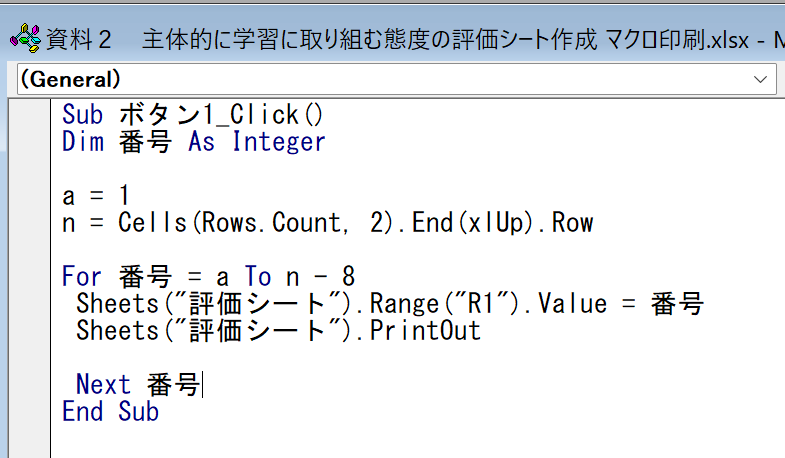 資料２　主体的に学習に取り組む態度の評価シート作成 マクロ印刷.xlsx - M
(General)
Sub ボタン1_Click()
Dim 番号 As Integer
a = 1
n = Cells(Rows.Count, 2).End(xlUp).Row
For 番号 = a To n - 8
Sheets("評価シート").Range("R1").Value = 番号
Sheets("評価シート").PrintOut
Next 番号
End Sub